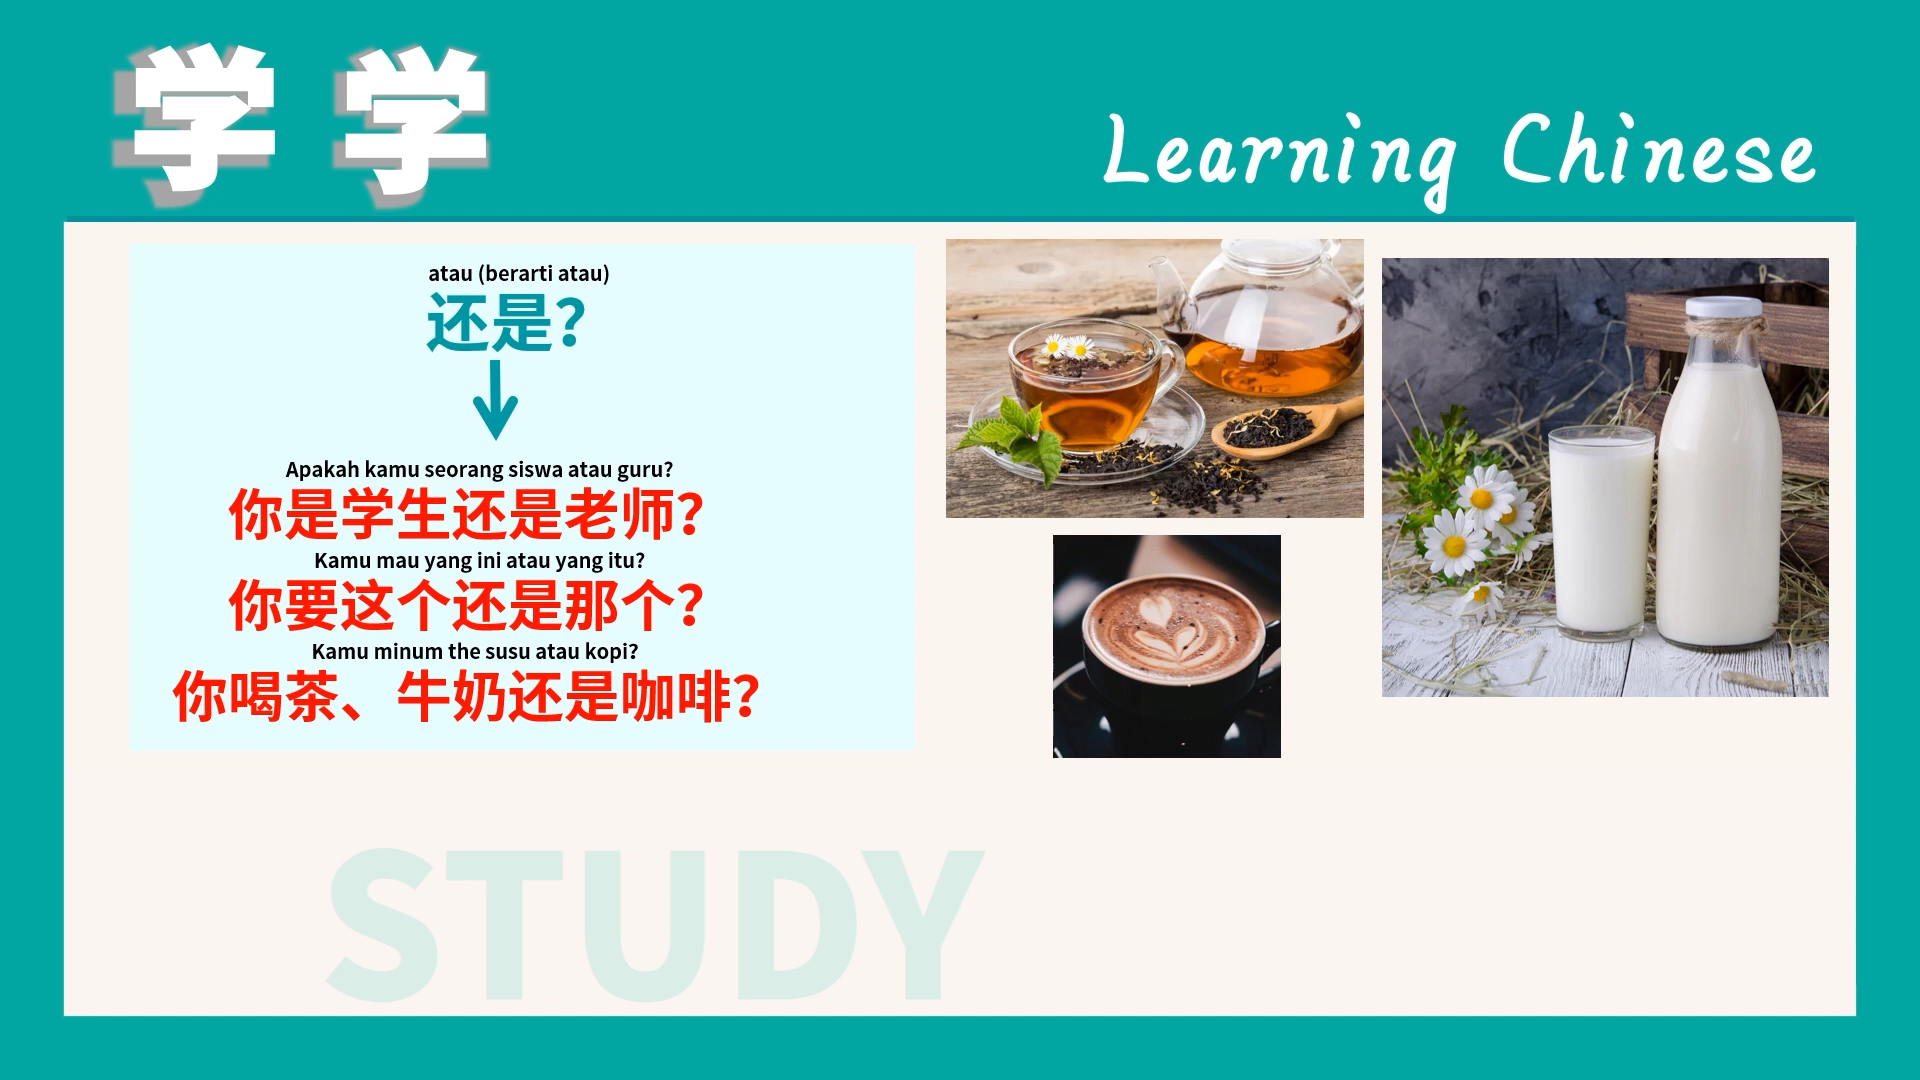 学 学
Learning Chinese
atau (berarti atau)
还是？
Apakah kamu seorang siswa atau guru?
你是学生还是老师？
Kamu mau yang ini atau yang itu?
你要这个还是那个？
Kamu minum the susu atau kopi?
你喝茶、牛奶还是咖啡？
STUDY